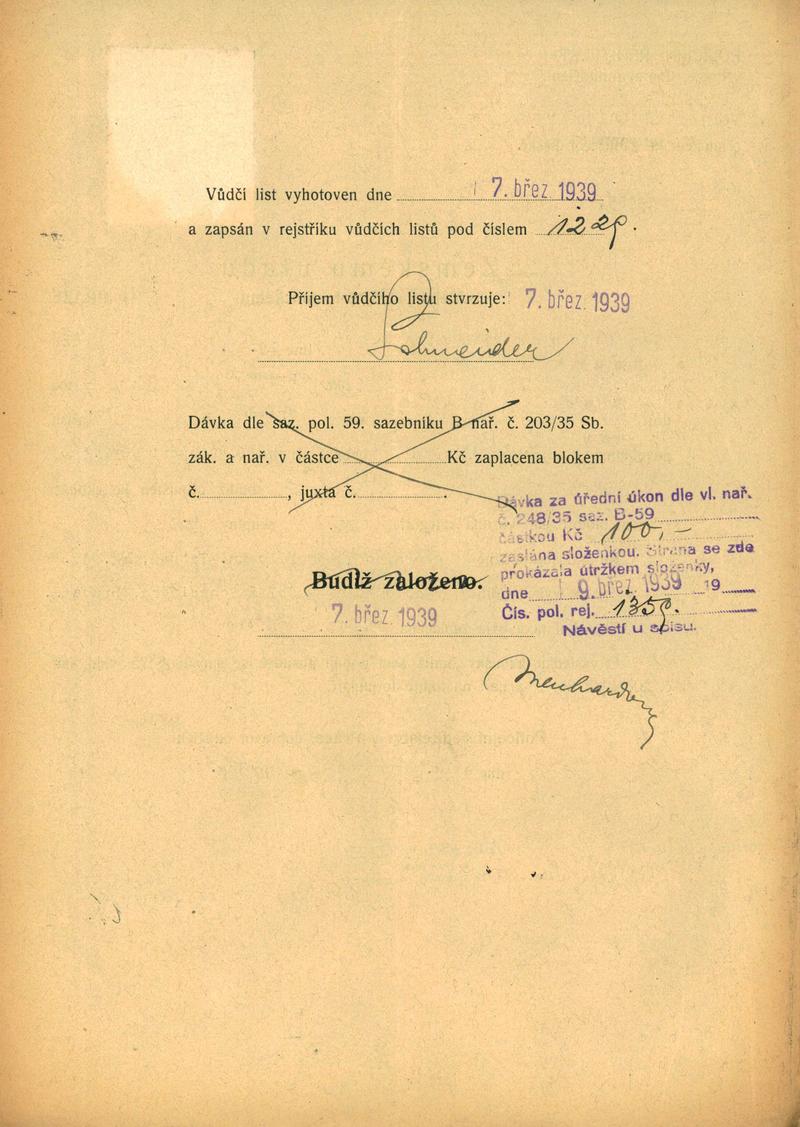 Vůdčí list vyhotoven dne 7. břez 1939
a zapsán v rejstříku vůdčích listů pod číslem
Příjem vůdčího listu stvrzuje: 7. břez. 1939
Schneider
Dávka dle saz. pol. 59. sazebníku B nař. č. 203/35 Sb.
zák. a nař. v částce Kč zaplacena blokem
č. , juxta č. .
Dávka za úřední úkon dle vl. nař.
č. 248/35 saz. B-59
částkou Kč 100,-
zaslána složenkou. Strana se zde
prokázala útržkem složenky,
dne 9. břez. 1939 19
Čís. pol. rej.
Návěstí u spisu.
Budiž založeno.
7. břez 1939